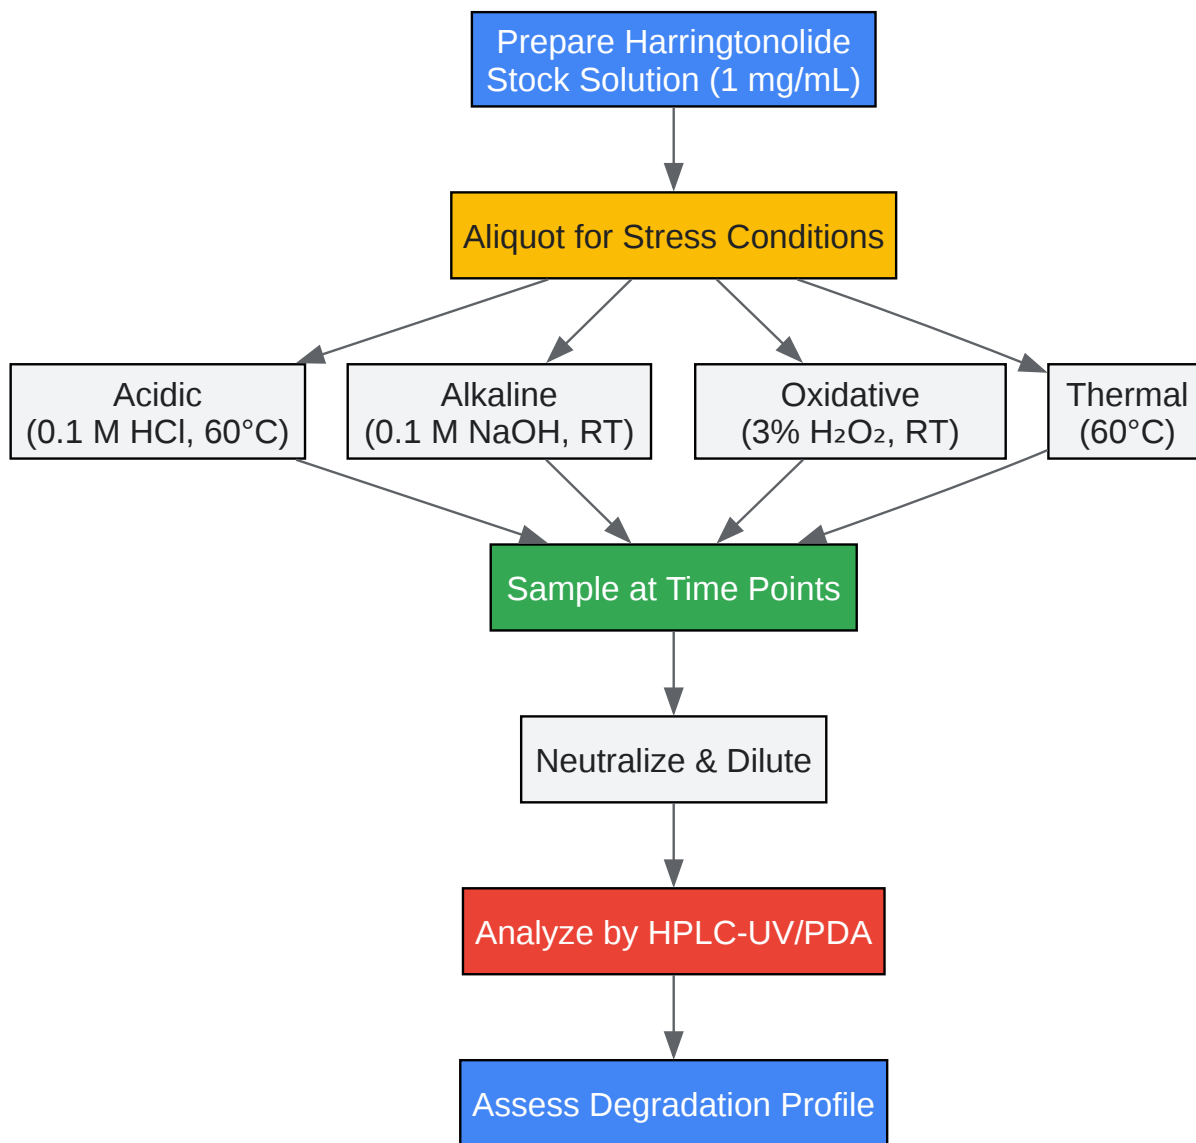 Prepare Harringtonolide
Stock Solution (1 mg/mL)
Aliquot for Stress Conditions
Acidic
(0.1 M HCl, 60°C)
Alkaline
(0.1 M NaOH, RT)
Oxidative
(3% H₂O₂, RT)
Thermal
(60°C)
Sample at Time Points
Neutralize & Dilute
Analyze by HPLC-UV/PDA
Assess Degradation Profile